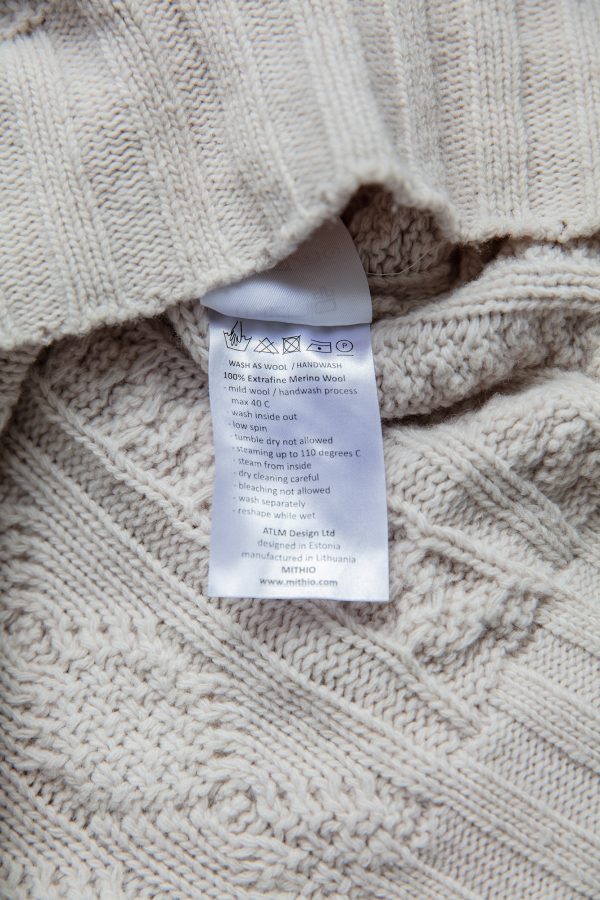 P
WASH AS WOOL / HANDWASH
100% Extrafine Merino Wool
- mild wool / handwash process
max 40 C
- wash inside out
- low spin
- tumble dry not allowed
- steaming up to 110 degrees C
- steam from inside
- dry cleaning careful
- bleaching not allowed
- wash separately
- reshape while wet
ATLM Design Ltd
designed in Estonia
manufactured in Lithuania
MITHIO
www.mithio.com